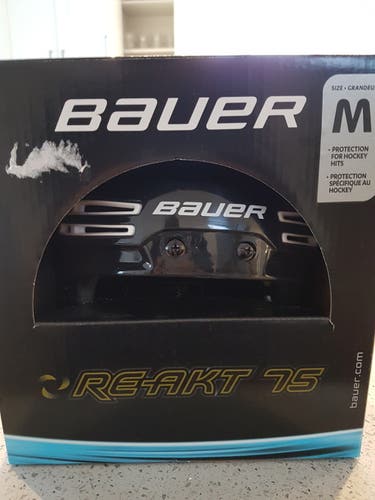 BAUER
SIZE • GRANDEUR
M
• PROTECTION
FOR HOCKEY
HITS
• PROTECTION
SPÉCIFIQUE AU
HOCKEY
BAUER
RE-AKT 75
bauer.com